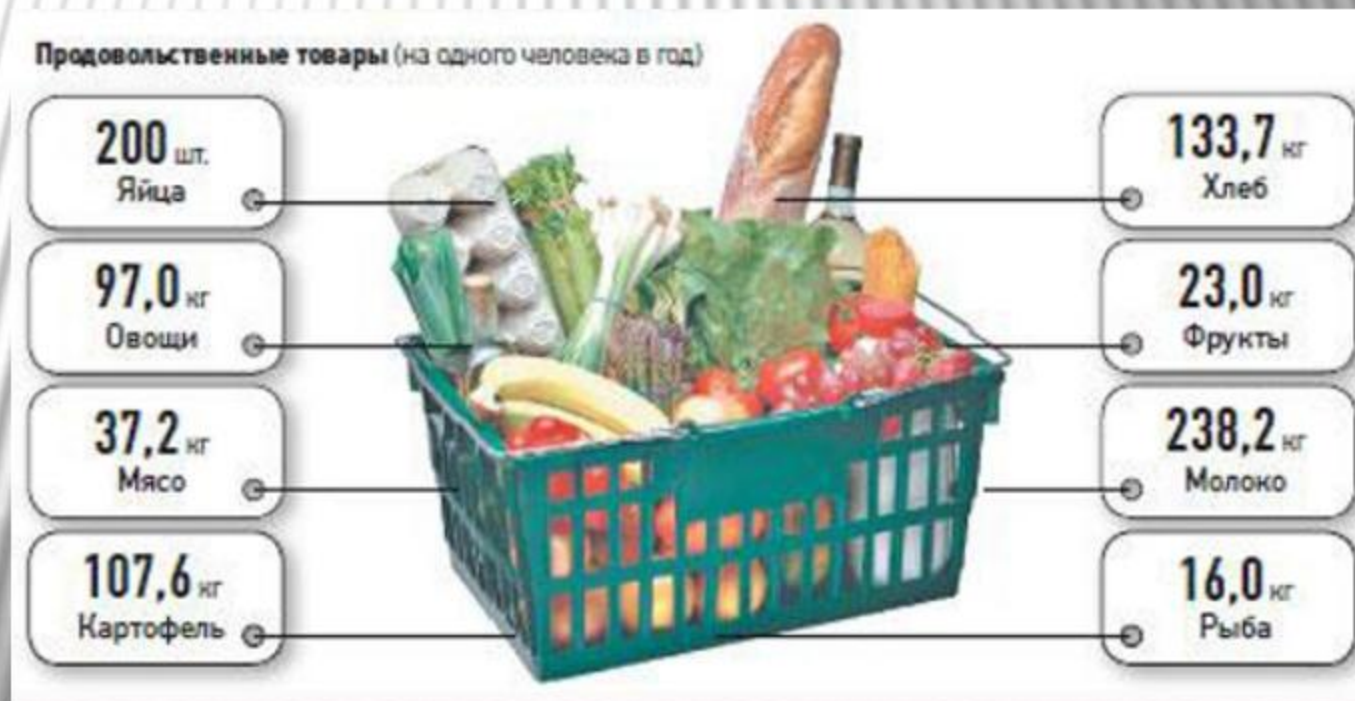 Продовольственные товары (на одного человека в год)
200 шт.
Яйца
97,0 кг
Овощи
37,2 кг
Мясо
107,6 кг
Картофель
133,7 кг
Хлеб
23,0 кг
Фрукты
238,2 кг
Молоко
16,0 кг
Рыба